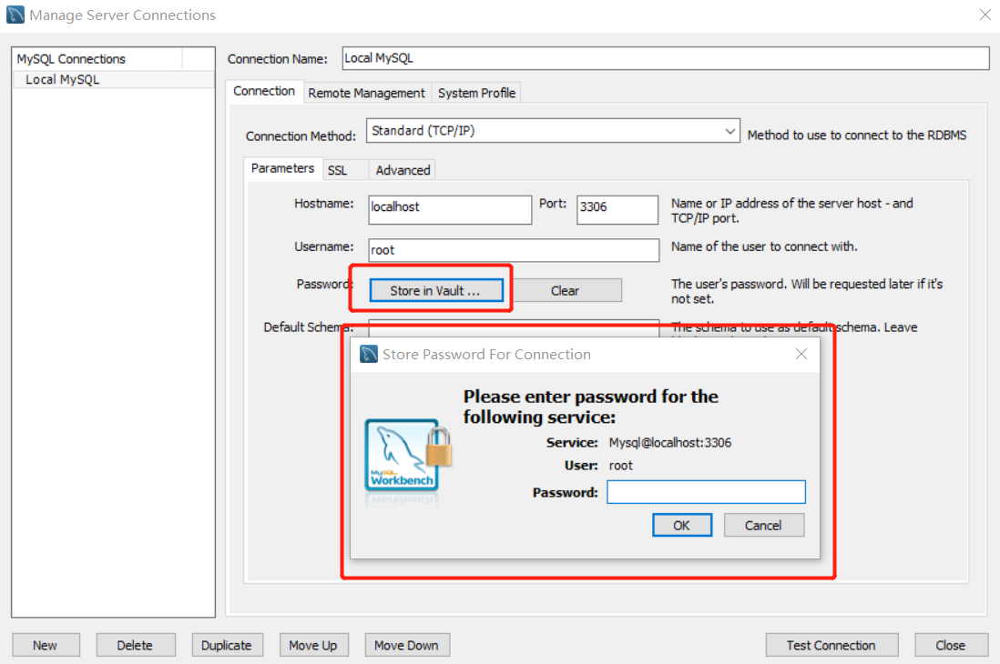 Manage Server Connections
MySQL Connections
Local MySQL
Connection Name: Local MySQL
Connection Remote Management System Profile
Connection Method: Standard (TCP/IP) Method to use to connect to the RDBMS
Parameters SSL Advanced
Hostname: localhost Port: 3306 Name or IP address of the server host - and
TCP/IP port.
Username: root Name of the user to connect with.
Password: Store in Vault ... Clear The user's password. Will be requested later if it's
not set.
Default Schema: The schema to use as default schema. Leave
Store Password For Connection
Please enter password for the
following service:
Service: Mysql@localhost:3306
User: root
Password:
MySQL
Workbench
OK Cancel
New Delete Duplicate Move Up Move Down Test Connection Close